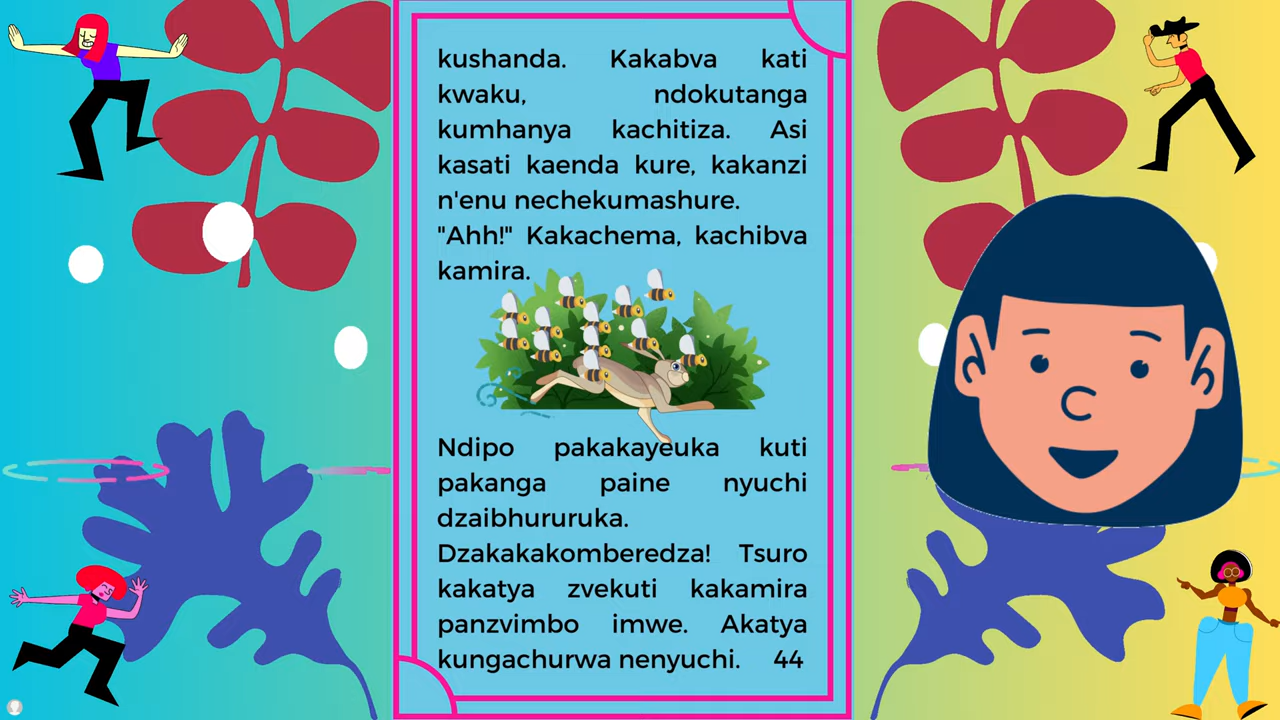 kushanda. Kakabva kati
kwaku, ndokutanga
kumhanya kachitiza. Asi
kasati kaenda kure, kakanzi
n'enu nechekumashure.
"Ahh!" Kakachema, kachibva
kamira.
Ndipo pakakayeuka kuti
pakanga paine nyuchi
dzaibhururuka.
Dzakakakomberedza! Tsuro
kakatya zvekuti kakamira
panzvimbo imwe. Akatya
kungachurwa nenyuchi. 44